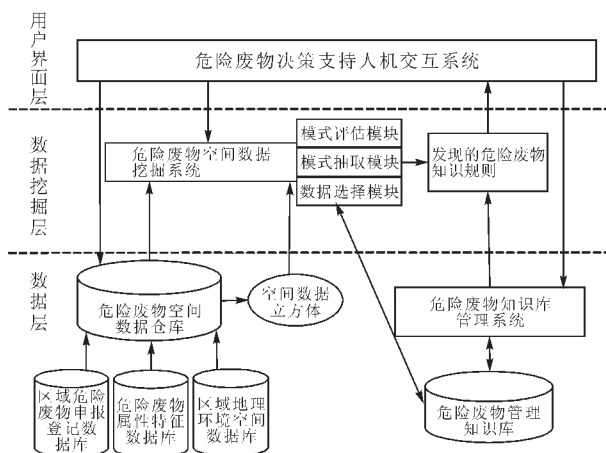 用户界面层
危险废物决策支持人机交互系统
数据挖掘层
危险废物空间数据
挖掘系统
模式评估模块
模式抽取模块
数据选择模块
发现的危险废物
知识规则
数据层
危险废物空间
数据仓库
空间数据
立方体
危险废物知识库
管理系统
区域危险
废物申报
登记数
据库
危险废物
属性特征
数据库
区域地理
环境空间
数据库
危险废物管理
知识库